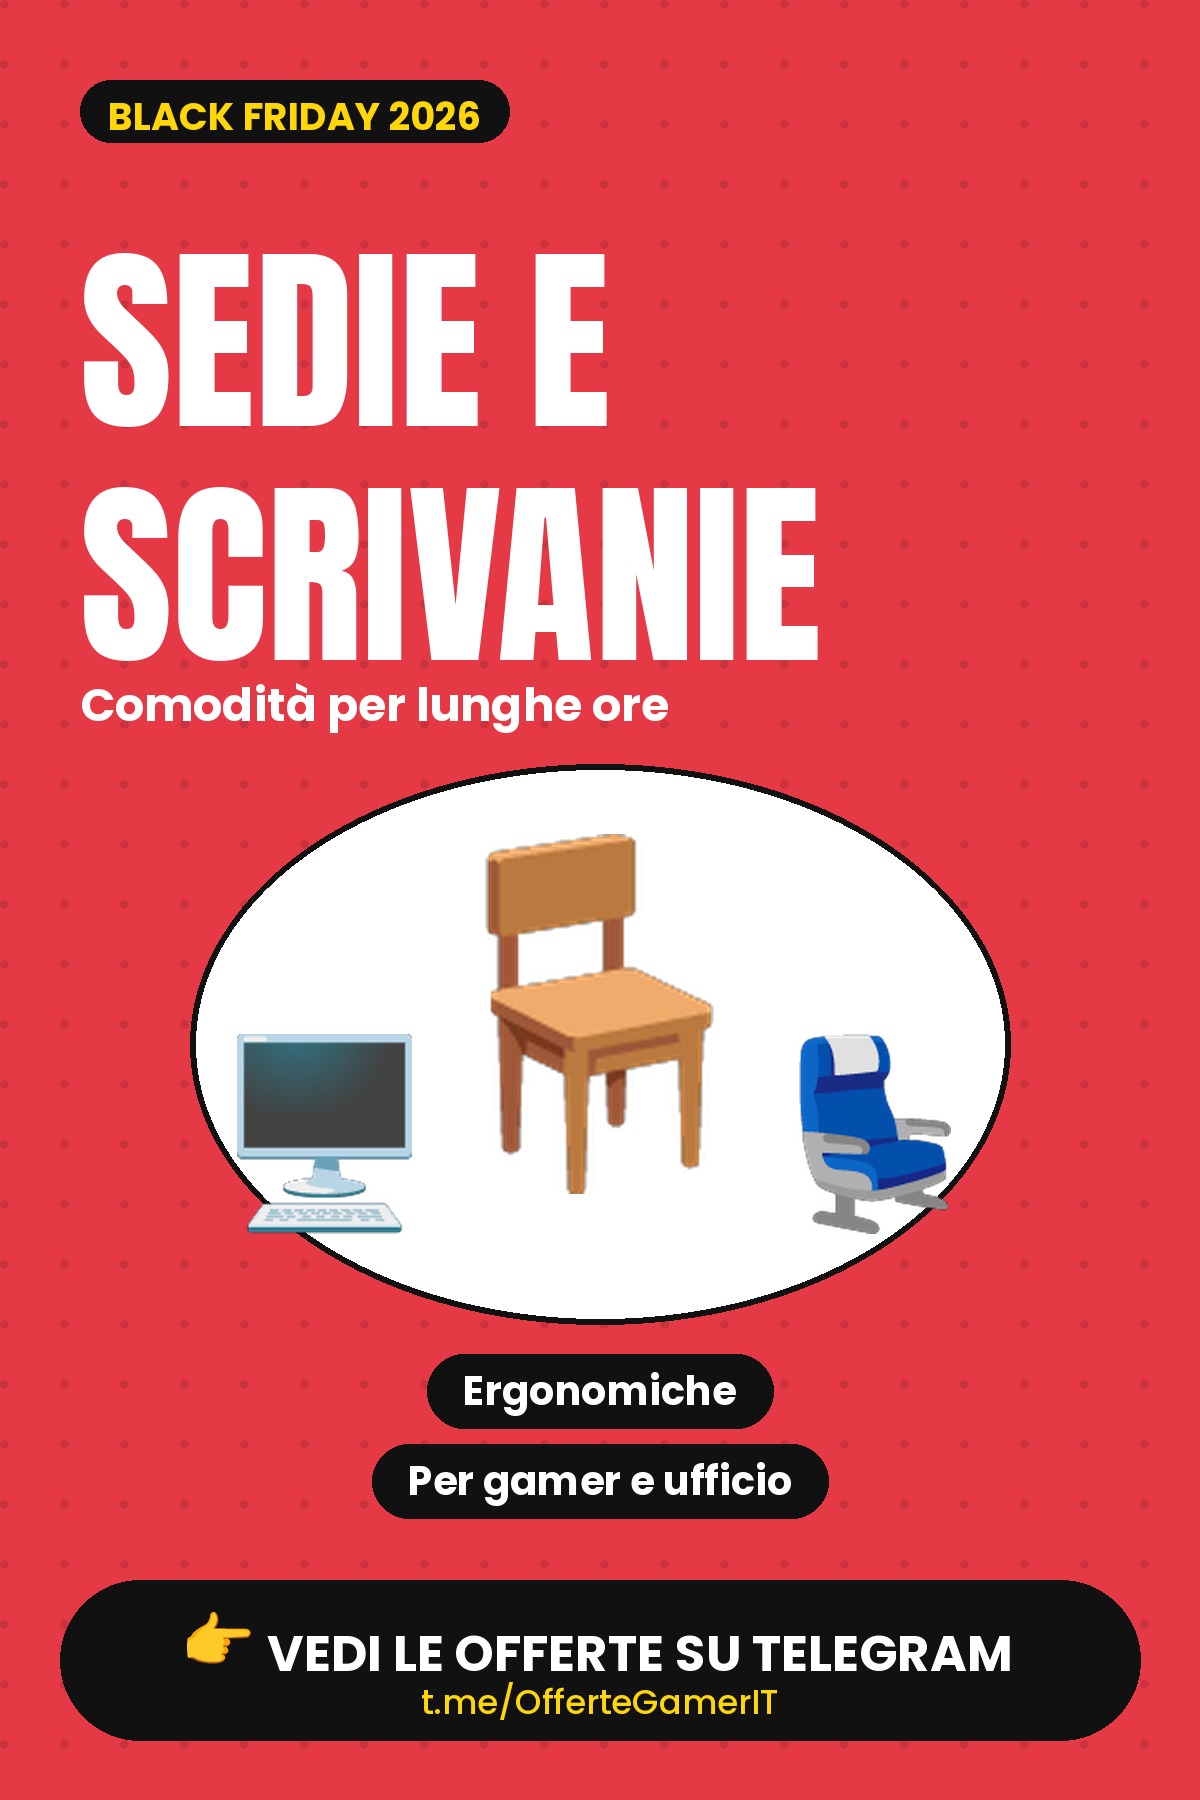 BLACK FRIDAY 2026
SEDIE E
SCRIVANIE
Comodità per lunghe ore
Ergonomiche
Per gamer e ufficio
👉 VEDI LE OFFERTE SU TELEGRAM
t.me/OfferteGamerIT